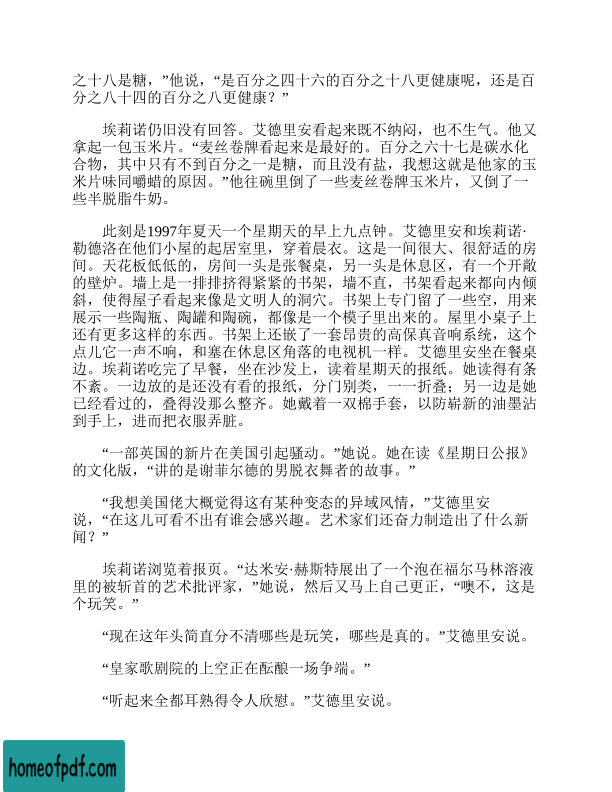 之十八是糖，”他说，“是百分之四十六的百分之十八更健康呢，还是百
分之八十四的百分之八更健康？”
埃莉诺仍旧没有回答。艾德里安看起来既不纳闷，也不生气。他又
拿起一包玉米片。“麦丝卷牌看起来是最好的。百分之六十七是碳水化
合物，其中只有不到百分之一是糖，而且没有盐，我想这就是他家的玉
米片味同嚼蜡的原因。”他往碗里倒了一些麦丝卷牌玉米片，又倒了一
些半脱脂牛奶。
此刻是1997年夏天一个星期天的早上九点钟。艾德里安和埃莉诺·
勒德洛在他们小屋的起居室里，穿着晨衣。这是一间很大、很舒适的房
间。天花板低低的，房间一头是张餐桌，另一头是休息区，有一个开敞
的壁炉。墙上是一排排挤得紧紧的书架，墙不直，书架看起来都向内倾
斜，使得屋子看起来像是文明人的洞穴。书架上专门留了一些空，用来
展示一些陶瓶、陶罐和陶碗，都像是一个模子里出来的。屋里小桌子上
还有更多这样的东西。书架上还嵌了一套昂贵的高保真音响系统，这个
点儿它一声不响，和塞在休息区角落的电视机一样。艾德里安坐在餐桌
边。埃莉诺吃完了早餐，坐在沙发上，读着星期天的报纸。她读得有条
不紊。一边放的是还没有看的报纸，分门别类，一一折叠；另一边是她
已经看过的，叠得没那么整齐。她戴着一双棉手套，以防崭新的油墨沾
到手上，进而把衣服弄脏。
“一部英国的新片在美国引起骚动。”她说。她在读《星期日公报》
的文化版，“讲的是谢菲尔德的男脱衣舞者的故事。”
“我想美国佬大概觉得这有某种变态的异域风情，”艾德里安
说，“在这儿可看不出有谁会感兴趣。艺术家们还奋力制造出了什么新
闻？”
埃莉诺浏览着报页。“达米安·赫斯特展出了一个泡在福尔马林溶液
里的被斩首的艺术批评家，”她说，然后又马上自己更正，“噢不，这是
个玩笑。”
“现在这年头简直分不清哪些是玩笑，哪些是真的。”艾德里安说。
“皇家歌剧院的上空正在酝酿一场争端。”
“听起来全都耳熟得令人欣慰。”艾德里安说。
homeofpdf.com